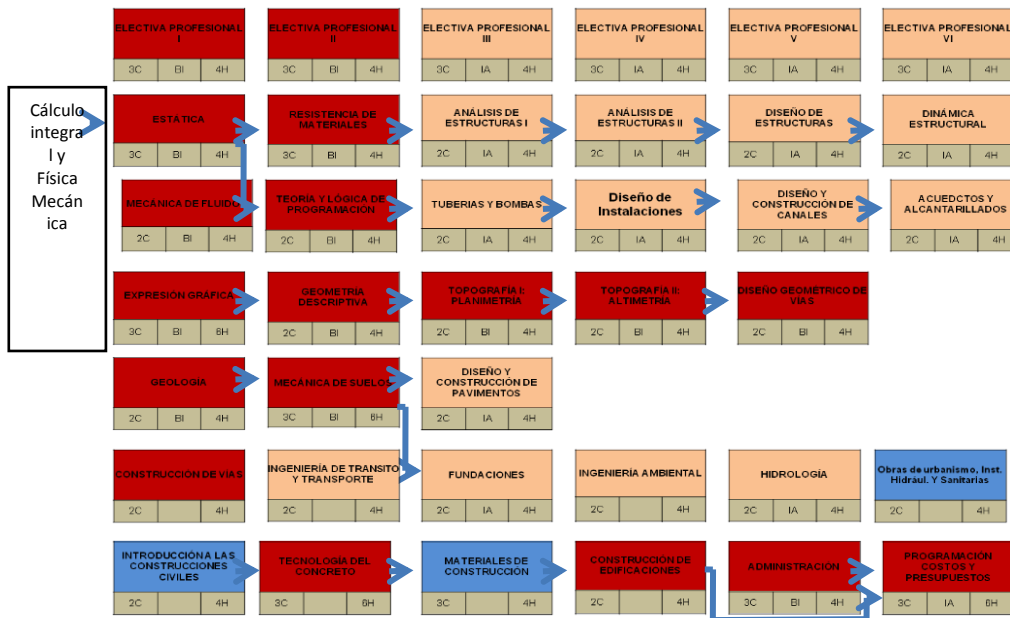 ELECTIVA PROFESIONAL
I
3C BI 4H
ELECTIVA PROFESIONAL
II
3C BI 4H
ELECTIVA PROFESIONAL
III
3C IA 4H
ELECTIVA PROFESIONAL
IV
3C IA 4H
ELECTIVA PROFESIONAL
V
3C IA 4H
ELECTIVA PROFESIONAL
VI
3C IA 4H
Cálculo
integra
l y
Física
Mecán
ica
ESTÁTICA
3C BI 4H
RESISTENCIA DE
MATERIALES
3C BI 4H
ANÁLISIS DE
ESTRUCTURAS I
2C IA 4H
ANÁLISIS DE
ESTRUCTURAS II
2C IA 4H
DISEÑO DE
ESTRUCTURAS
2C IA 4H
DINÁMICA
ESTRUCTURAL
2C IA 4H
MECÁNICA DE FLUIDOS
2C BI 4H
TEORÍA Y LÓGICA DE
PROGRAMACIÓN
2C BI 4H
TUBERIAS Y BOMBAS
2C IA 4H
Diseño de
Instalaciones
2C IA 4H
DISEÑO Y
CONSTRUCCIÓN DE
CANALES
2C IA 4H
ACUEDCTOS Y
ALCANTARILLADOS
2C IA 4H
EXPRESIÓN GRÁFICA
3C BI 6H
GEOMETRÍA
DESCRIPTIVA
2C BI 4H
TOPOGRAFÍA I:
PLANIMETRÍA
2C BI 4H
TOPOGRAFÍA II:
ALTIMETRÍA
2C BI 4H
DISEÑO GEOMETRICO DE
VÍAS
2C BI 4H
GEOLOGÍA
2C BI 4H
MECÁNICA DE SUELOS
3C BI 6H
DISEÑO Y
CONSTRUCCIÓN DE
PAVIMENTOS
2C IA 4H
CONSTRUCCIÓN DE VÍAS
2C 4H
INGENIERÍA DE TRANSITO
Y TRANSPORTE
2C 4H
FUNDACIONES
2C IA 4H
INGENIERÍA AMBIENTAL
2C 4H
HIDROLOGÍA
2C IA 4H
Obras de urbanismo, Inst.
Hidrául. Y Sanitarias
2C 4H
INTRODUCCIÓN A LAS
CONSTRUCCIONES
CIVILES
2C 4H
TECNOLOGÍA DEL
CONCRETO
3C 6H
MATERIALES DE
CONSTRUCCIÓN
3C 4H
CONSTRUCCIÓN DE
EDIFICACIONES
2C 4H
ADMINISTRACIÓN
3C BI 4H
PROGRAMACIÓN
COSTOS Y
PRESUPUESTOS
3C IA 6H